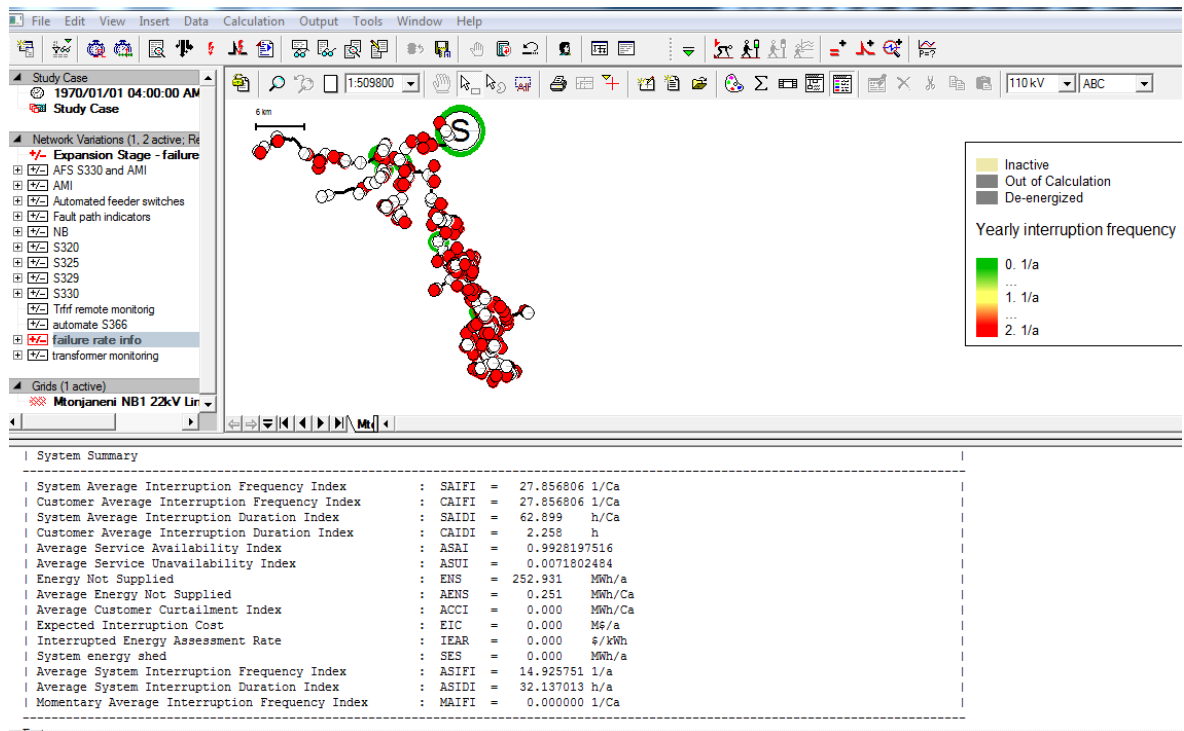 File Edit View Insert Data Calculation Output Tools Window Help
Study Case
1970/01/01 04:00:00 AM
Study Case
Network Variations (1, 2 active; Re
Expansion Stage - failure
AFS S330 and AMI
AMI
Automated feeder switches
Fault path indicators
NB
S320
S325
S329
S330
Trfrf remote monitorig
automate S366
failure rate info
transformer monitoring
Grids (1 active)
Mtonjaneni NB1 22kV Lin
1:509800
110 kV
ABC
6 km
S
Inactive
Out of Calculation
De-energized
Yearly interruption frequency
0. 1/a
...
1. 1/a
...
2. 1/a
| System Summary |
| System Average Interruption Frequency Index : SAIFI = 27.856806 1/Ca |
| Customer Average Interruption Frequency Index : CAIFI = 27.856806 1/Ca |
| System Average Interruption Duration Index : SAIDI = 62.899 h/Ca |
| Customer Average Interruption Duration Index : CAIDI = 2.258 h |
| Average Service Availability Index : ASAI = 0.9928197516 |
| Average Service Unavailability Index : ASUI = 0.0071802484 |
| Energy Not Supplied : ENS = 252.931 MWh/a |
| Average Energy Not Supplied : AENS = 0.251 MWh/Ca |
| Average Customer Curtailment Index : ACCI = 0.000 MWh/Ca |
| Expected Interruption Cost : EIC = 0.000 M$/a |
| Interrupted Energy Assessment Rate : IEAR = 0.000 $/kWh |
| System energy shed : SES = 0.000 MWh/a |
| Average System Interruption Frequency Index : ASIFI = 14.925751 1/a |
| Average System Interruption Duration Index : ASIDI = 32.137013 h/a |
| Momentary Average Interruption Frequency Index : MAIFI = 0.000000 1/Ca |